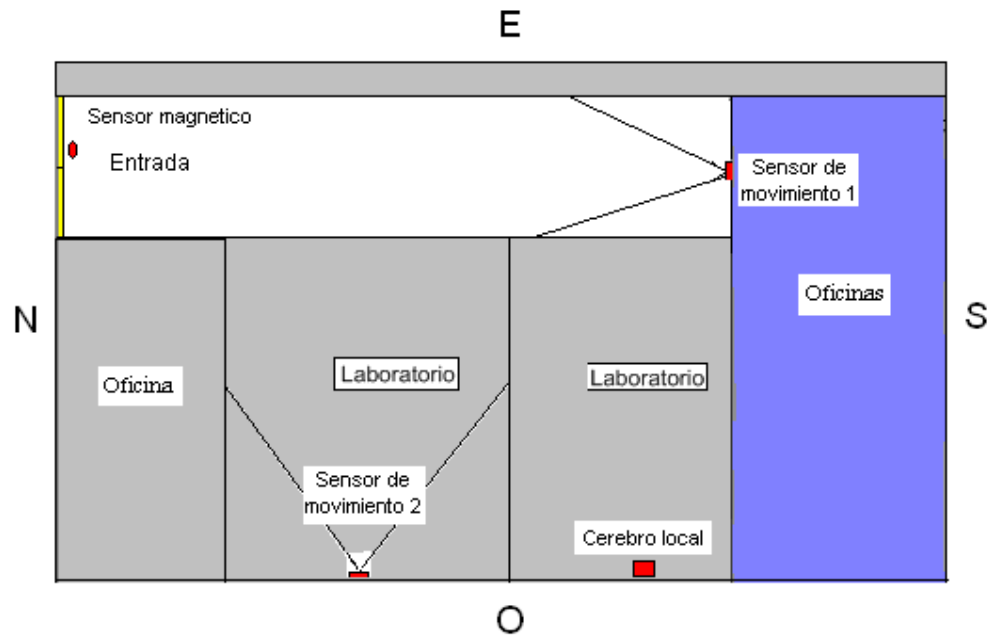 E
Sensor magnetico
Entrada
Sensor de
movimiento 1
Oficinas
N
S
Oficina
Laboratorio
Laboratorio
Sensor de
movimiento 2
Cerebro local
O